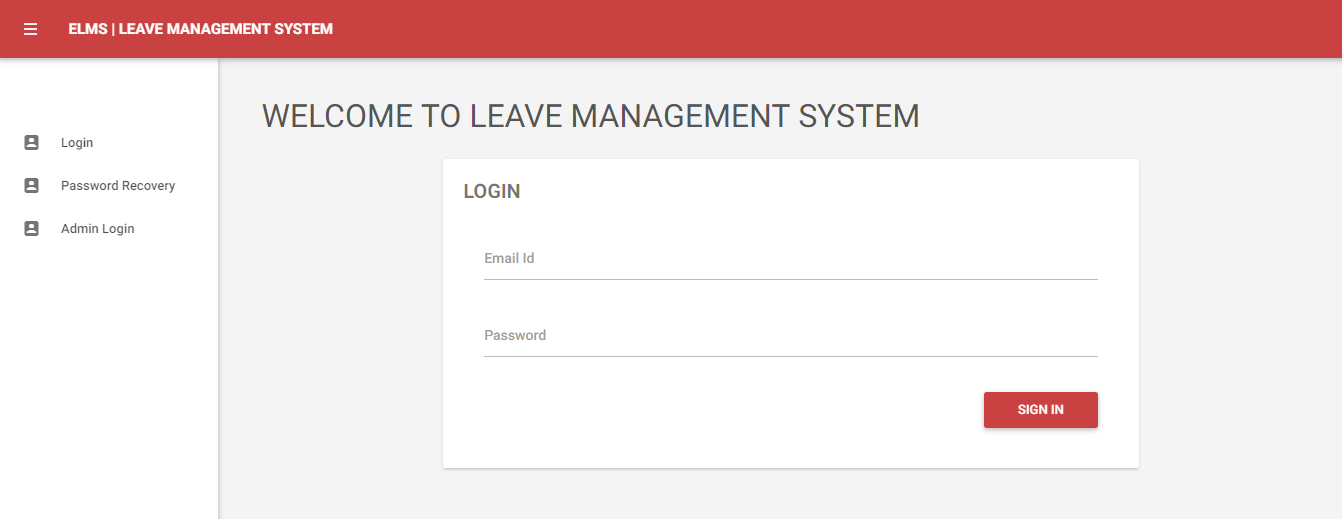 ELMS | LEAVE MANAGEMENT SYSTEM
Login
Password Recovery
Admin Login
WELCOME TO LEAVE MANAGEMENT SYSTEM
LOGIN
Email Id
Password
SIGN IN